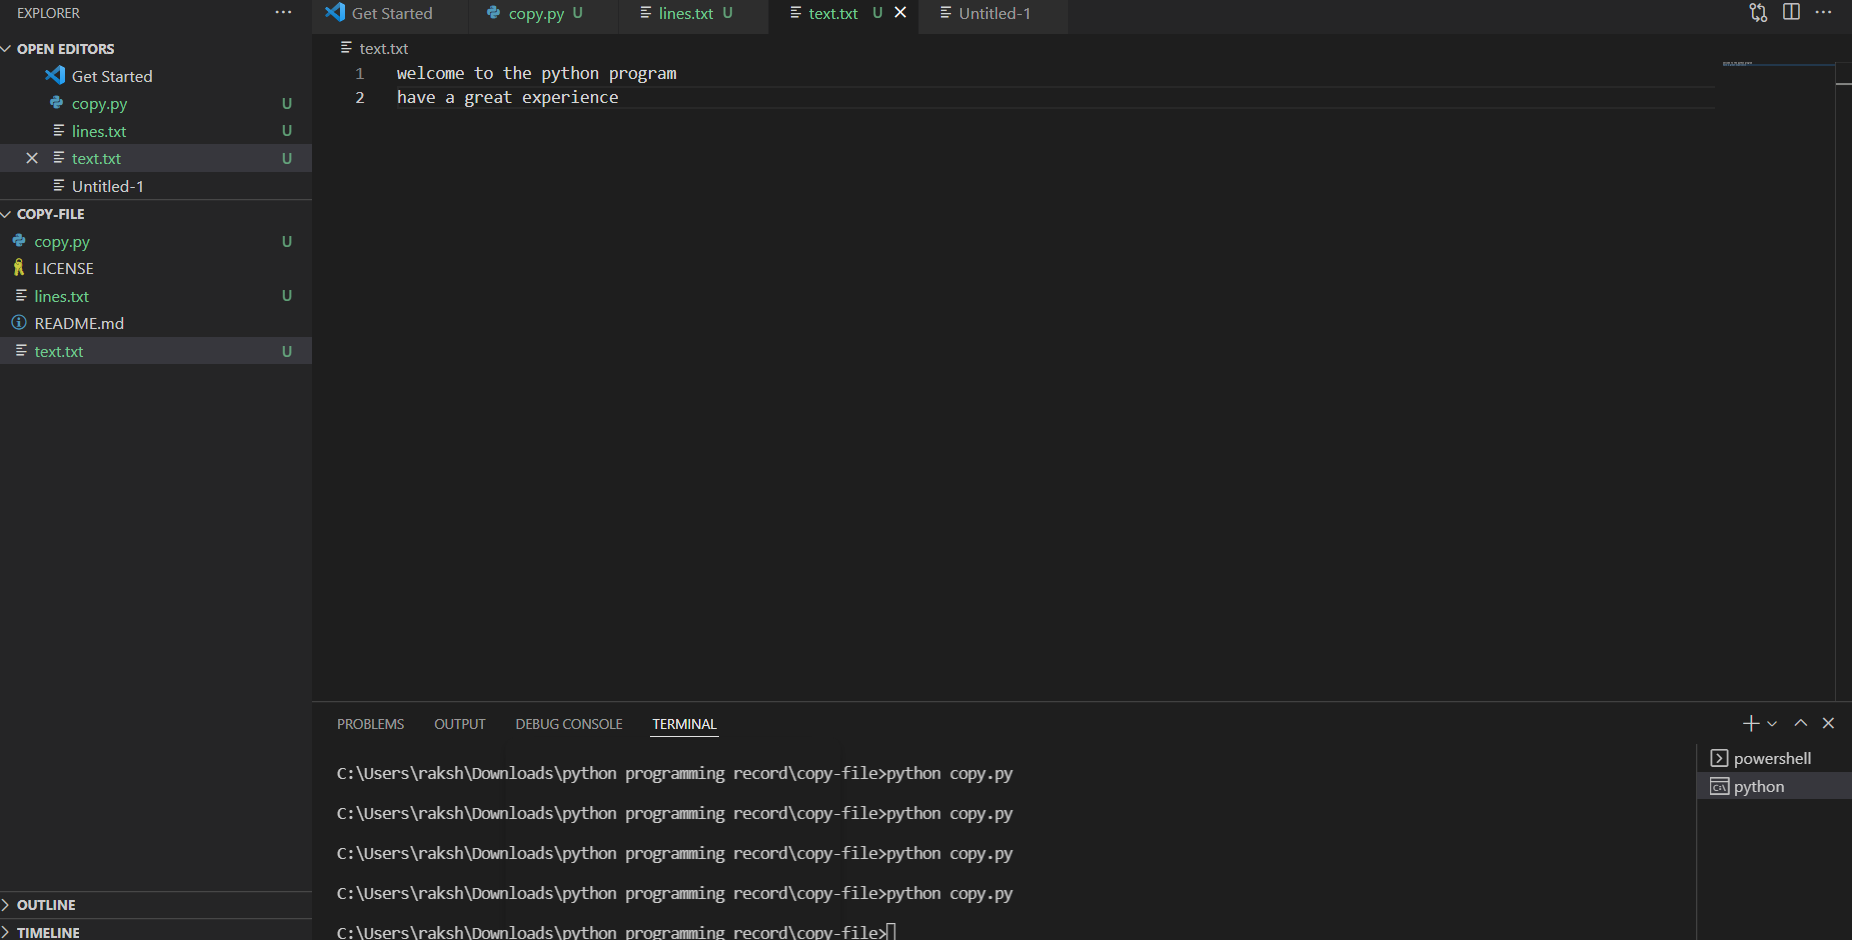 EXPLORER ...
OPEN EDITORS
Get Started
copy.py U
lines.txt U
text.txt U
Untitled-1
COPY-FILE
copy.py U
LICENSE
lines.txt U
README.md
text.txt U
OUTLINE
TIMELINE
Get Started copy.py U lines.txt U text.txt U Untitled-1
text.txt
1 welcome to the python program
2 have a great experience
PROBLEMS OUTPUT DEBUG CONSOLE TERMINAL
C:\Users\raksh\Downloads\python programming record\copy-file>python copy.py
C:\Users\raksh\Downloads\python programming record\copy-file>python copy.py
C:\Users\raksh\Downloads\python programming record\copy-file>python copy.py
C:\Users\raksh\Downloads\python programming record\copy-file>python copy.py
C:\Users\raksh\Downloads\python programming record\copy-file>
powershell
python